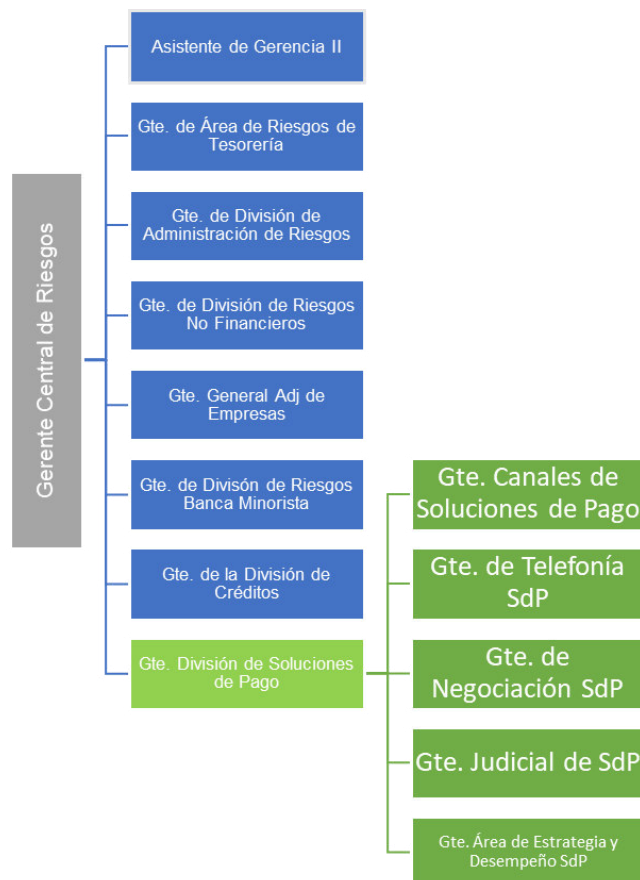 Gerente Central de Riesgos
Asistente de Gerencia II
Gte. de Área de Riesgos de
Tesorería
Gte. de División de
Administración de Riesgos
Gte. de División de Riesgos
No Financieros
Gte. General Adj de
Empresas
Gte. de Divisón de Riesgos
Banca Minorista
Gte. de la División de
Créditos
Gte. División de Soluciones
de Pago
Gte. Canales de
Soluciones de Pago
Gte. de Telefonía
SdP
Gte. de
Negociación SdP
Gte. Judicial de SdP
Gte. Área de Estrategia y
Desempeño SdP